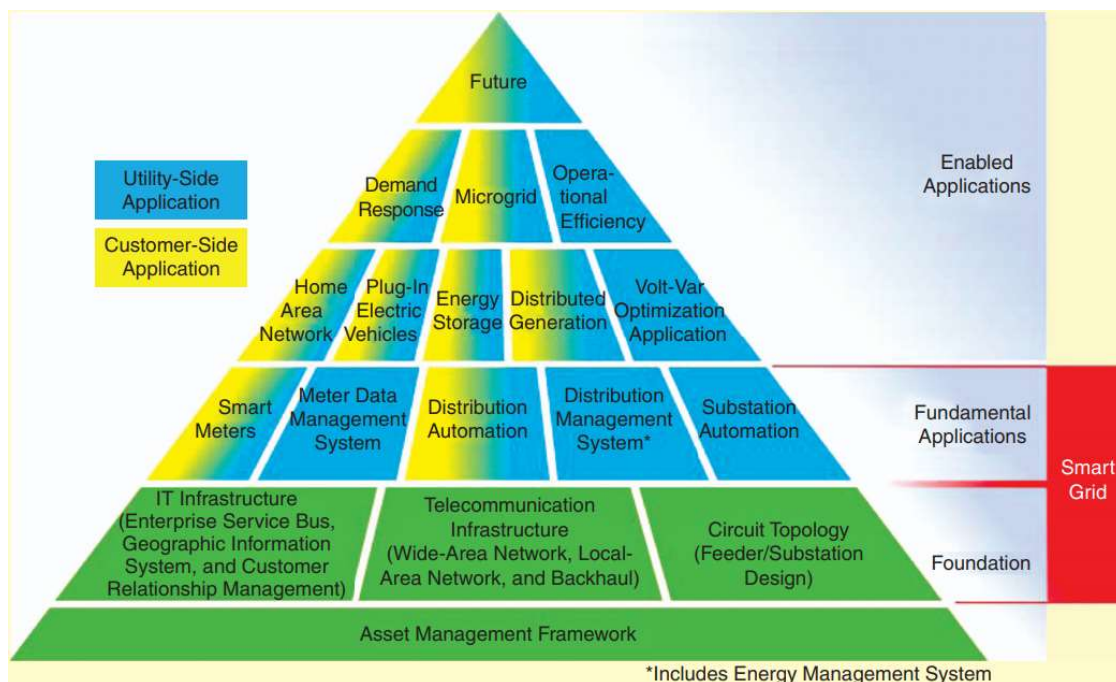 Future
Demand
Response
Microgrid
Opera-
tional
Efficiency
Enabled
Applications
Utility-Side
Application
Customer-Side
Application
Home
Area
Network
Plug-In
Electric
Vehicles
Energy
Storage
Distributed
Generation
Volt-Var
Optimization
Application
Smart
Meters
Meter Data
Management
System
Distribution
Automation
Distribution
Management
System*
Substation
Automation
Fundamental
Applications
Smart
Grid
IT Infrastructure
(Enterprise Service Bus,
Geographic Information
System, and Customer
Relationship Management)
Telecommunication
Infrastructure
(Wide-Area Network, Local-
Area Network, and Backhaul)
Circuit Topology
(Feeder/Substation
Design)
Foundation
Asset Management Framework
*Includes Energy Management System